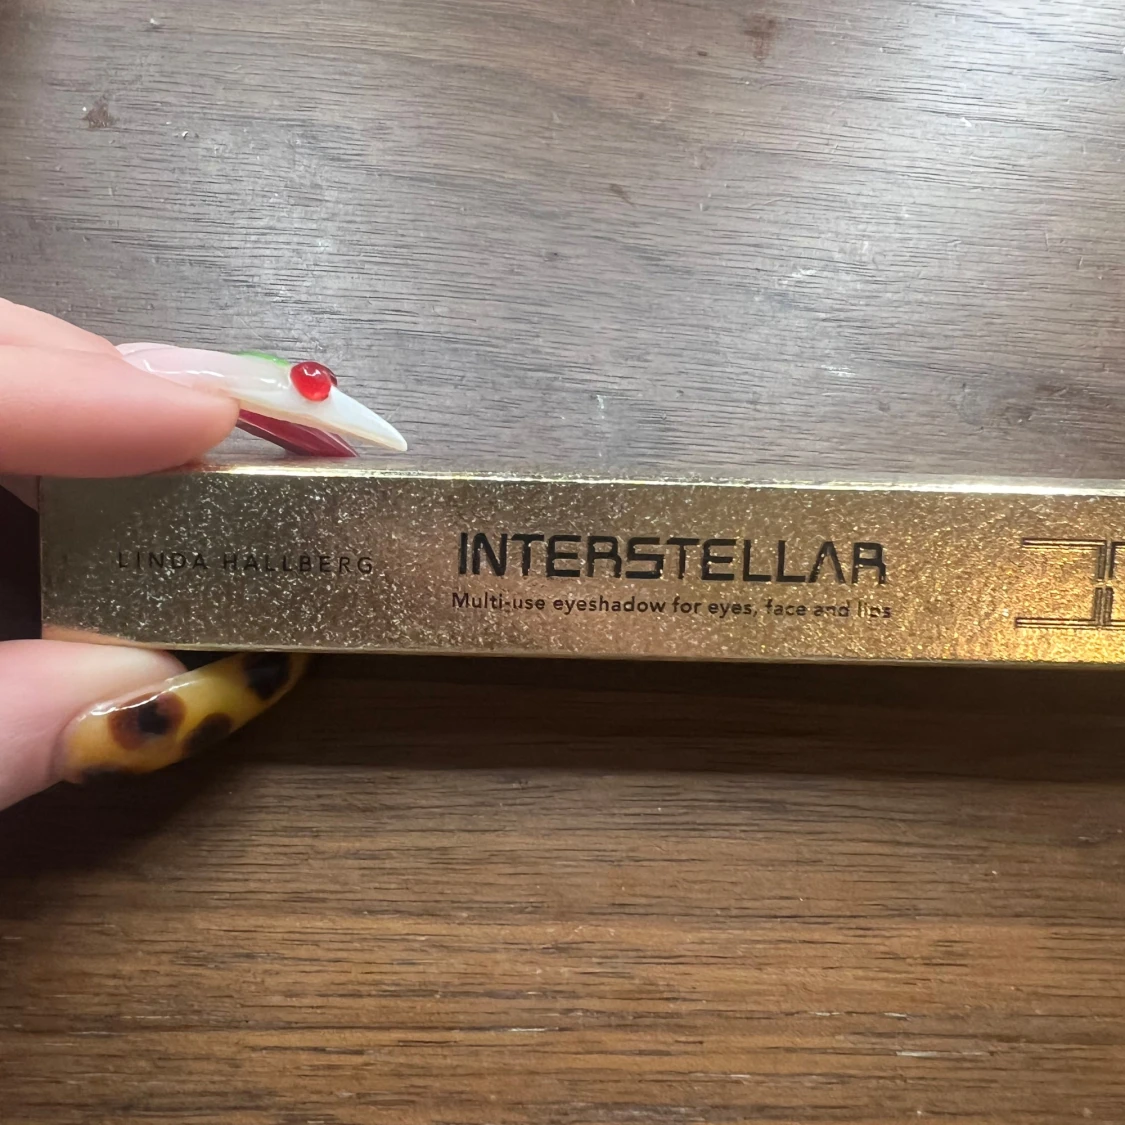 LINDA HALLBERG
INTERSTELLAR
Multi-use eyeshadow for eyes, face and lips